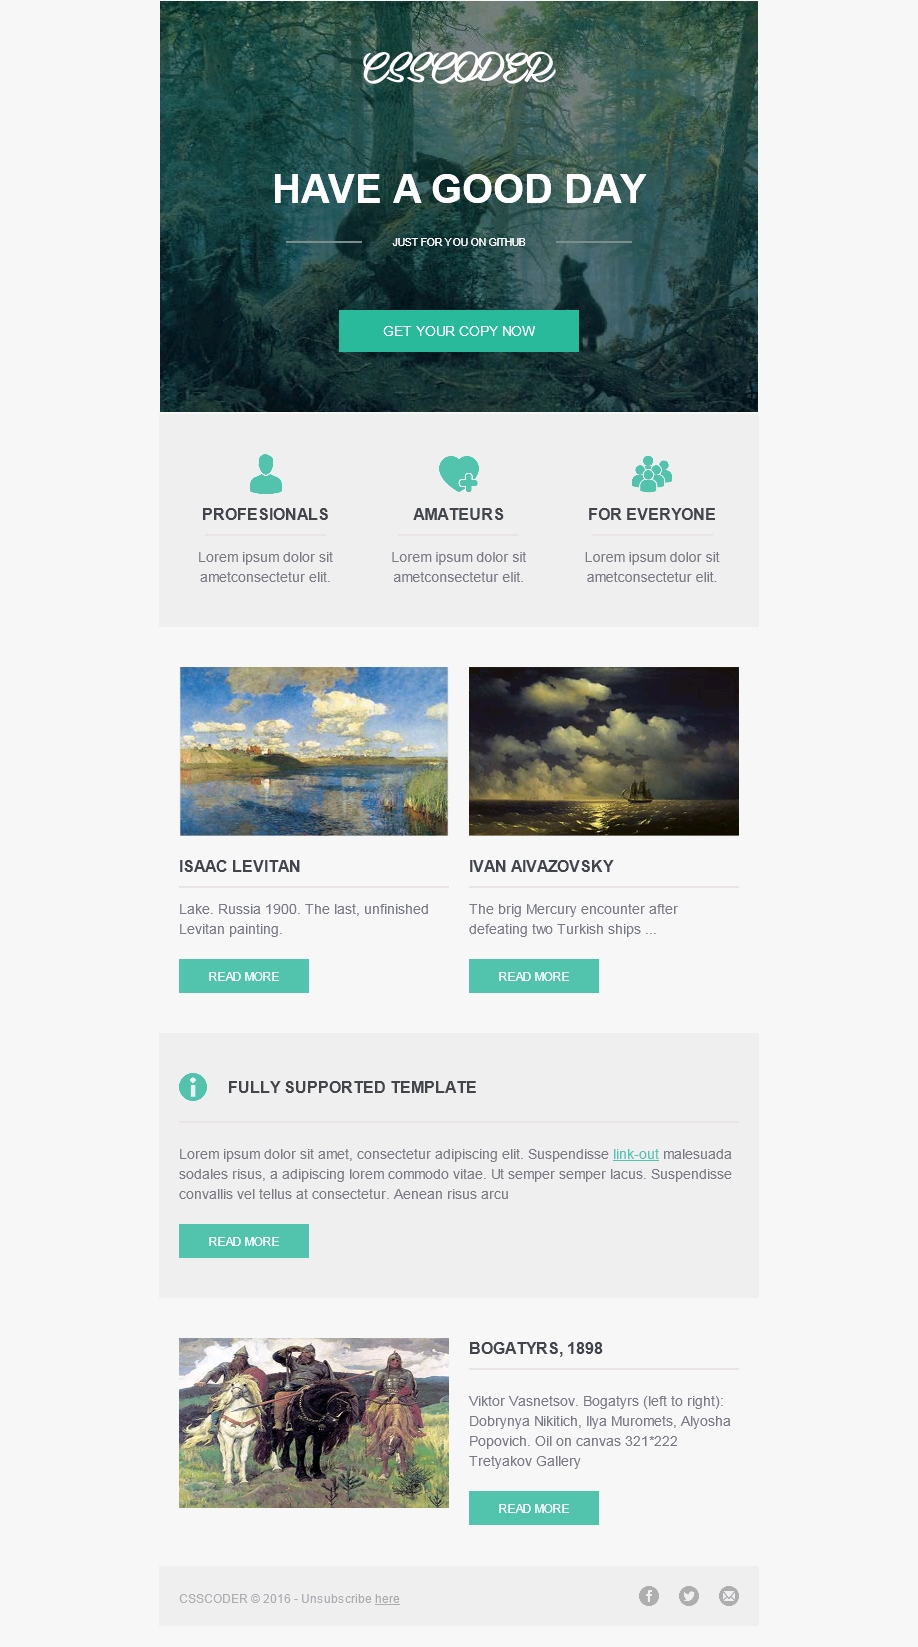 CSSCODER
HAVE A GOOD DAY
JUST FOR YOU ON GITHUB
GET YOUR COPY NOW
PROFESIONALS
Lorem ipsum dolor sit
ametconsectetur elit.
AMATEURS
Lorem ipsum dolor sit
ametconsectetur elit.
FOR EVERYONE
Lorem ipsum dolor sit
ametconsectetur elit.
ISAAC LEVITAN
Lake. Russia 1900. The last, unfinished
Levitan painting.
READ MORE
IVAN AIVAZOVSKY
The brig Mercury encounter after
defeating two Turkish ships ...
READ MORE
FULLY SUPPORTED TEMPLATE
Lorem ipsum dolor sit amet, consectetur adipiscing elit. Suspendisse link-out malesuada
sodales risus, a adipiscing lorem commodo vitae. Ut semper semper lacus. Suspendisse
convallis vel tellus at consectetur. Aenean risus arcu
READ MORE
BOGATYRS, 1898
Viktor Vasnetsov. Bogatyrs (left to right):
Dobrynya Nikitich, Ilya Muromets, Alyosha
Popovich. Oil on canvas 321*222
Tretyakov Gallery
READ MORE
CSSCODER © 2016 - Unsubscribe here